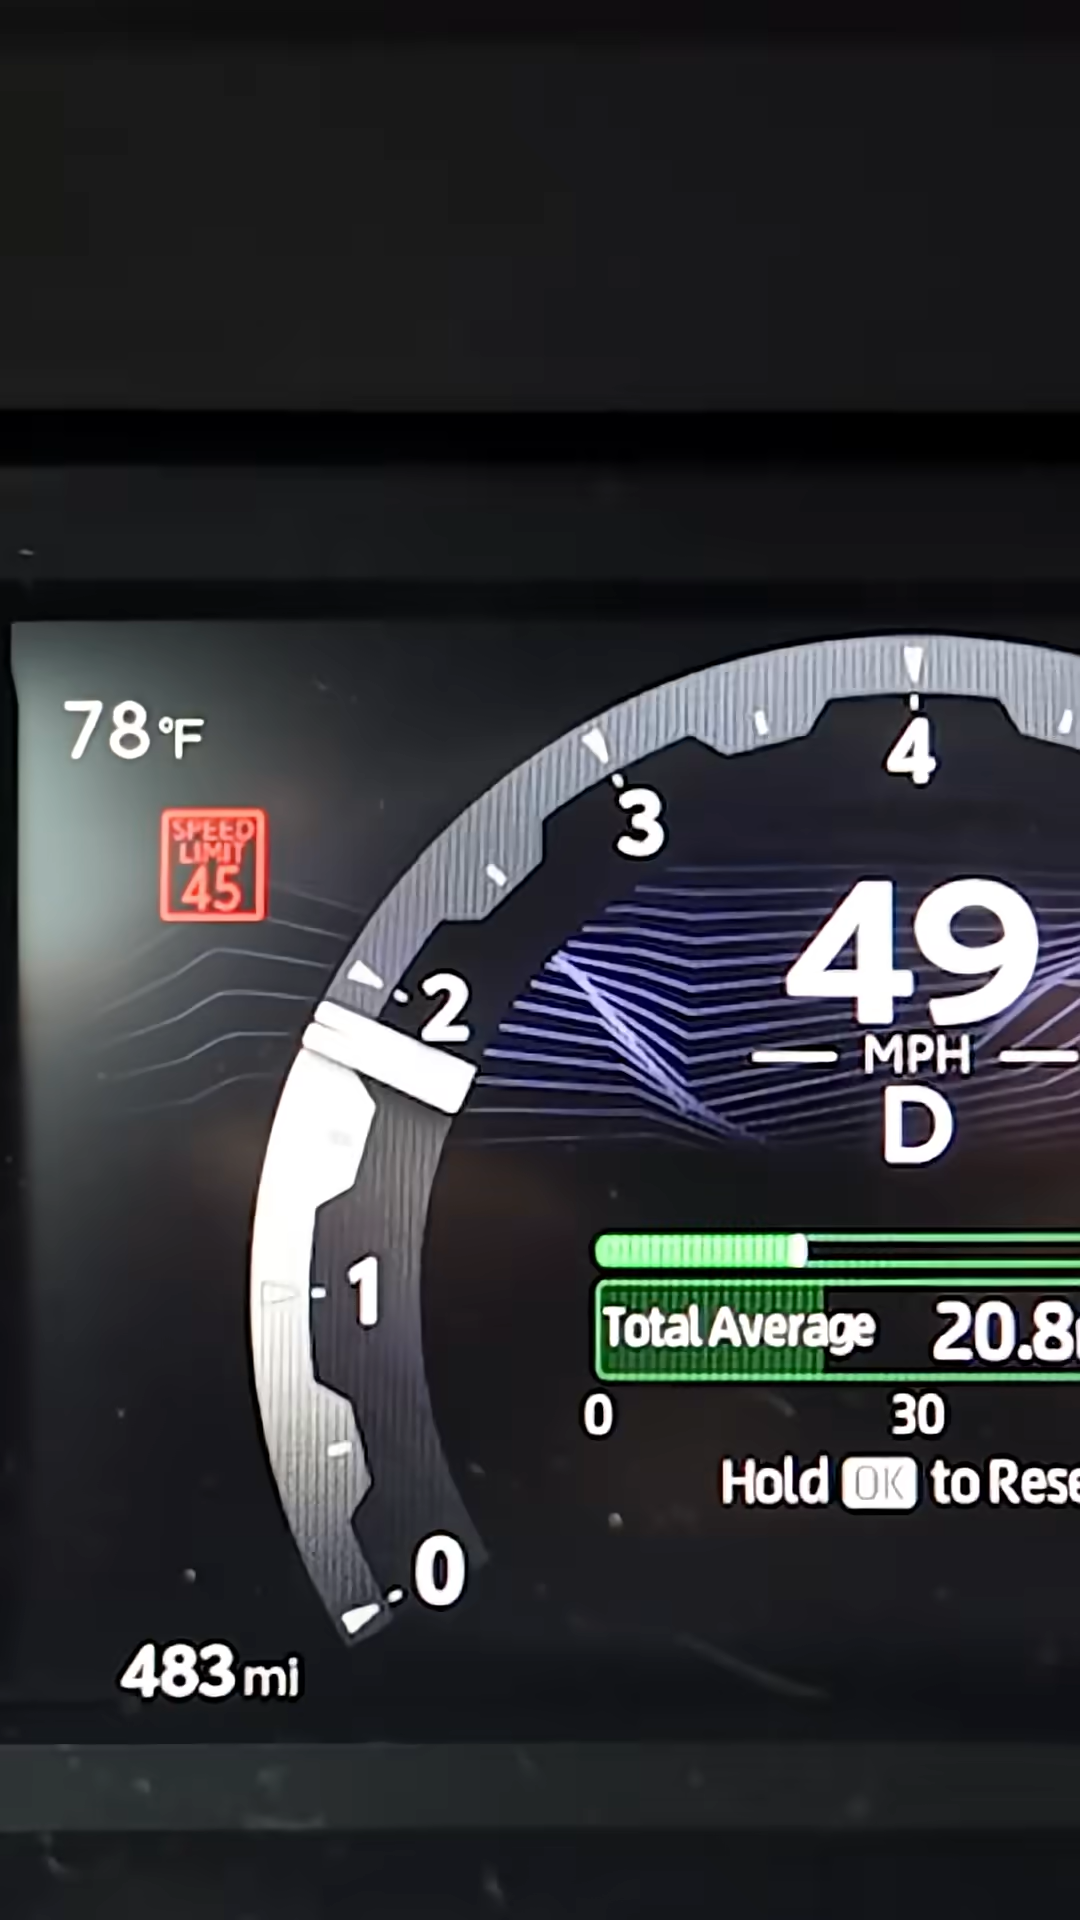 78°F
SPEED
LIMIT
45
4
3
2
1
0
49
MPH
D
Total Average 20.8
0 30
Hold OK to Rese
483 mi